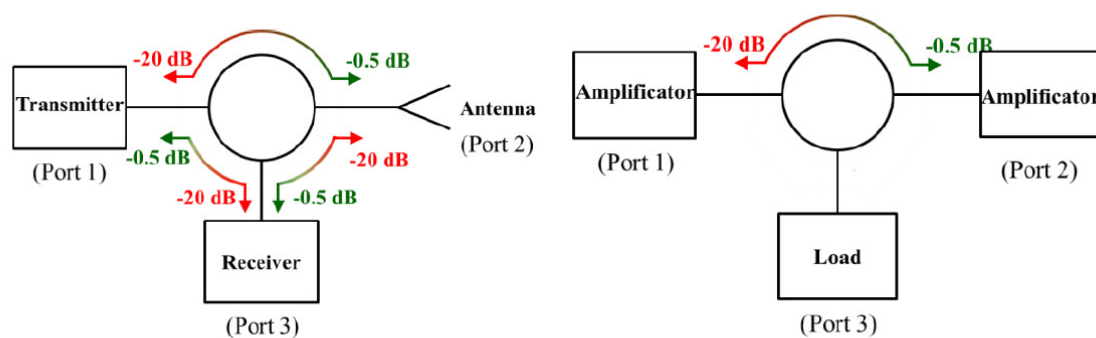 -20 dB
-0.5 dB
Transmitter
Antenna
(Port 1)
(Port 2)
-0.5 dB
-20 dB
-20 dB
-0.5 dB
Receiver
(Port 3)
-20 dB
-0.5 dB
Amplificator
Amplificator
(Port 1)
(Port 2)
Load
(Port 3)